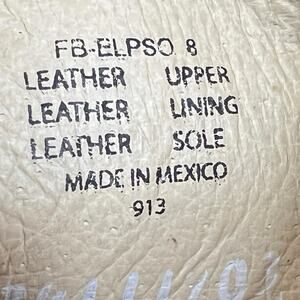 FB-ELPSO 8
LEATHER UPPER
LEATHER LINING
LEATHER SOLE
MADE IN MEXICO
913